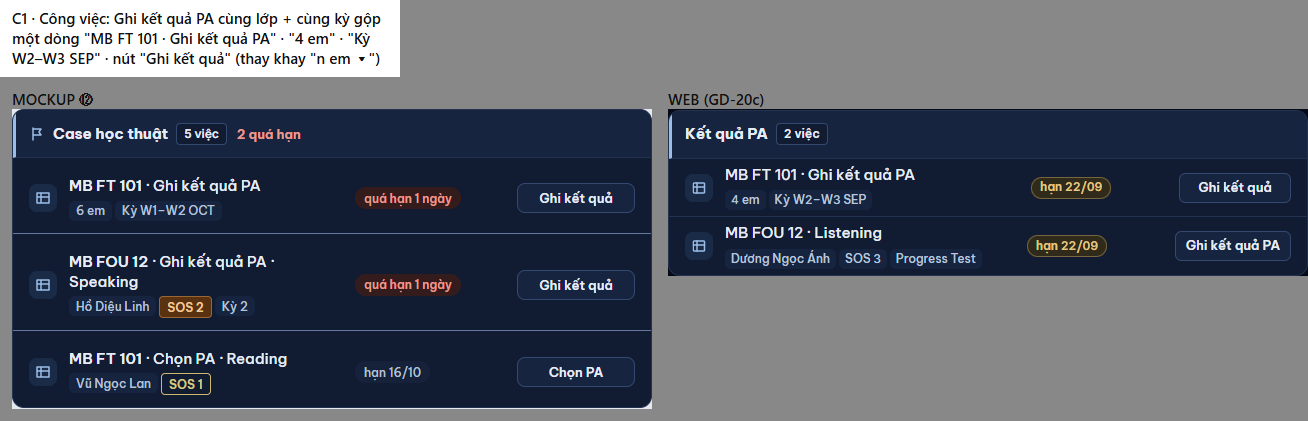 C1 · Công việc: Ghi kết quả PA cùng lớp + cùng kỳ gộp
một dòng "MB FT 101 · Ghi kết quả PA" · "4 em" · "Kỳ
W2–W3 SEP" · nút "Ghi kết quả" (thay khay "n em ▾")
MOCKUP ⑫
WEB (GD-20c)
Case học thuật
5 việc
2 quá hạn
MB FT 101 · Ghi kết quả PA
6 em
Kỳ W1–W2 OCT
quá hạn 1 ngày
Ghi kết quả
MB FOU 12 · Ghi kết quả PA ·
Speaking
Hồ Diệu Linh
SOS 2
Kỳ 2
quá hạn 1 ngày
Ghi kết quả
MB FT 101 · Chọn PA · Reading
Vũ Ngọc Lan
SOS 1
hạn 16/10
Chọn PA
Kết quả PA
2 việc
MB FT 101 · Ghi kết quả PA
4 em
Kỳ W2–W3 SEP
hạn 22/09
Ghi kết quả
MB FOU 12 · Listening
Dương Ngọc Ánh
SOS 3
Progress Test
hạn 22/09
Ghi kết quả PA